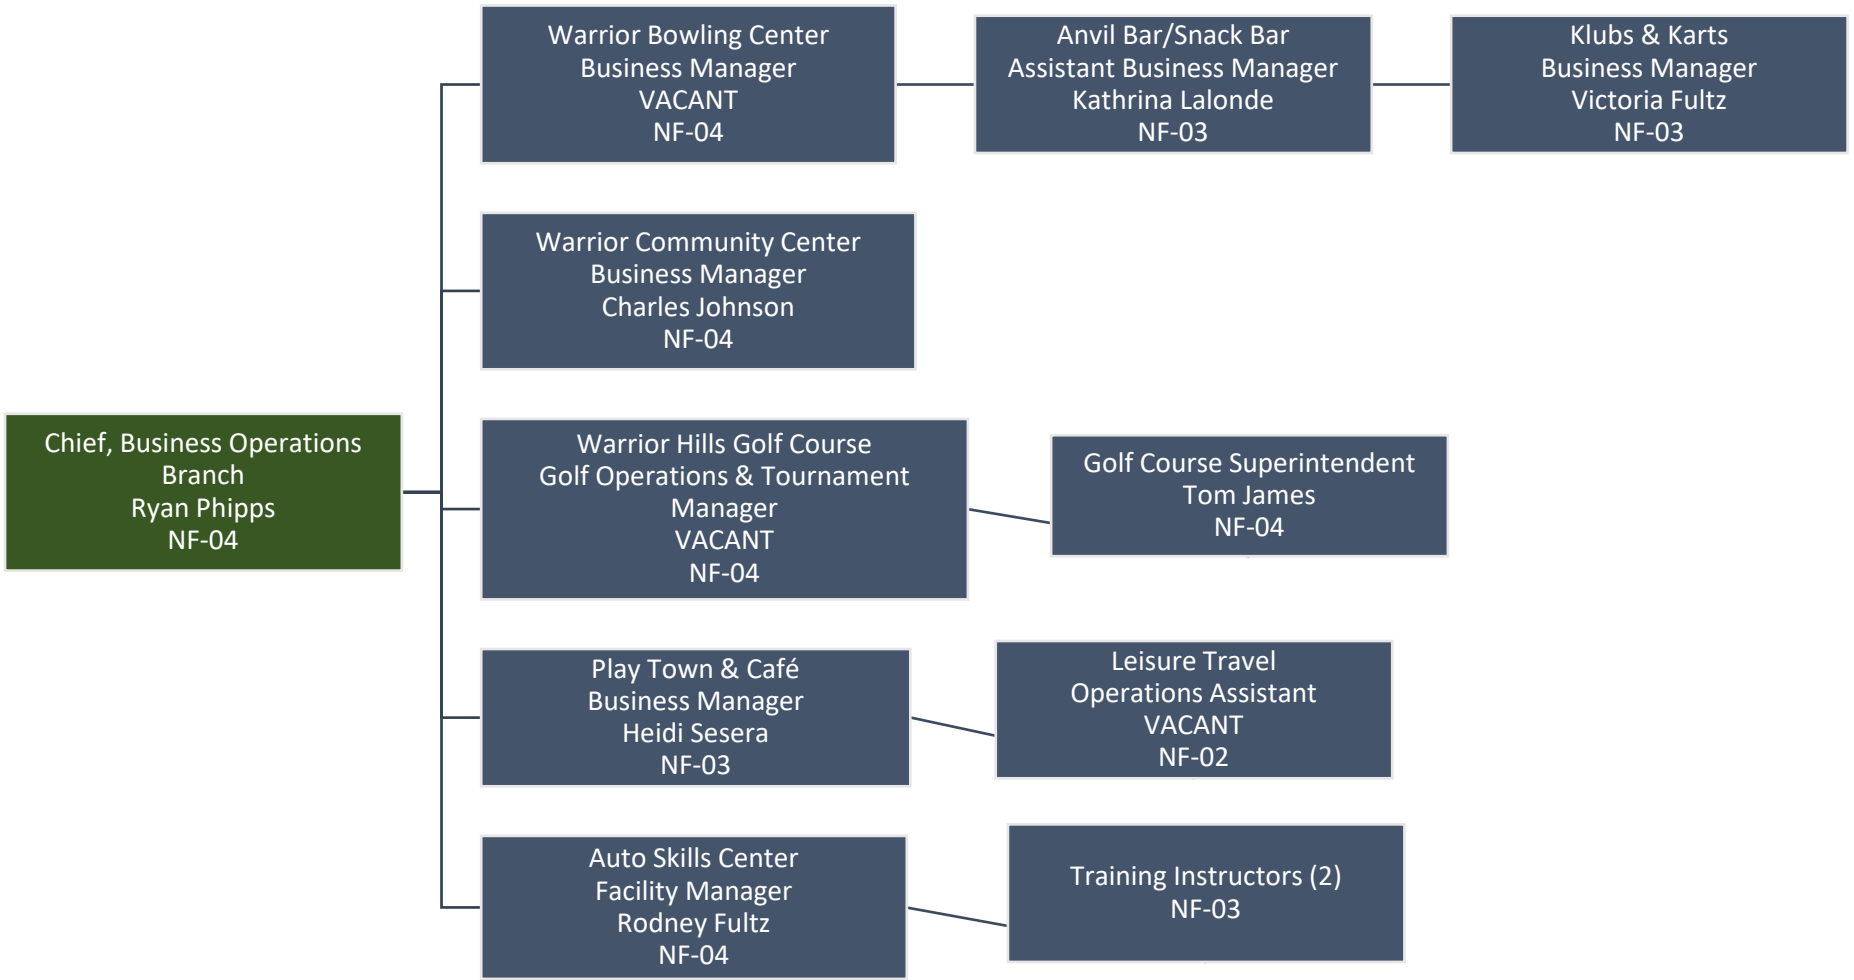 Warrior Bowling Center
Business Manager
VACANT
NF-04
Anvil Bar/Snack Bar
Assistant Business Manager
Kathrina Lalonde
NF-03
Klubs & Karts
Business Manager
Victoria Fultz
NF-03
Warrior Community Center
Business Manager
Charles Johnson
NF-04
Chief, Business Operations
Branch
Ryan Phipps
NF-04
Warrior Hills Golf Course
Golf Operations & Tournament
Manager
VACANT
NF-04
Golf Course Superintendent
Tom James
NF-04
Play Town & Café
Business Manager
Heidi Sesera
NF-03
Leisure Travel
Operations Assistant
VACANT
NF-02
Auto Skills Center
Facility Manager
Rodney Fultz
NF-04
Training Instructors (2)
NF-03